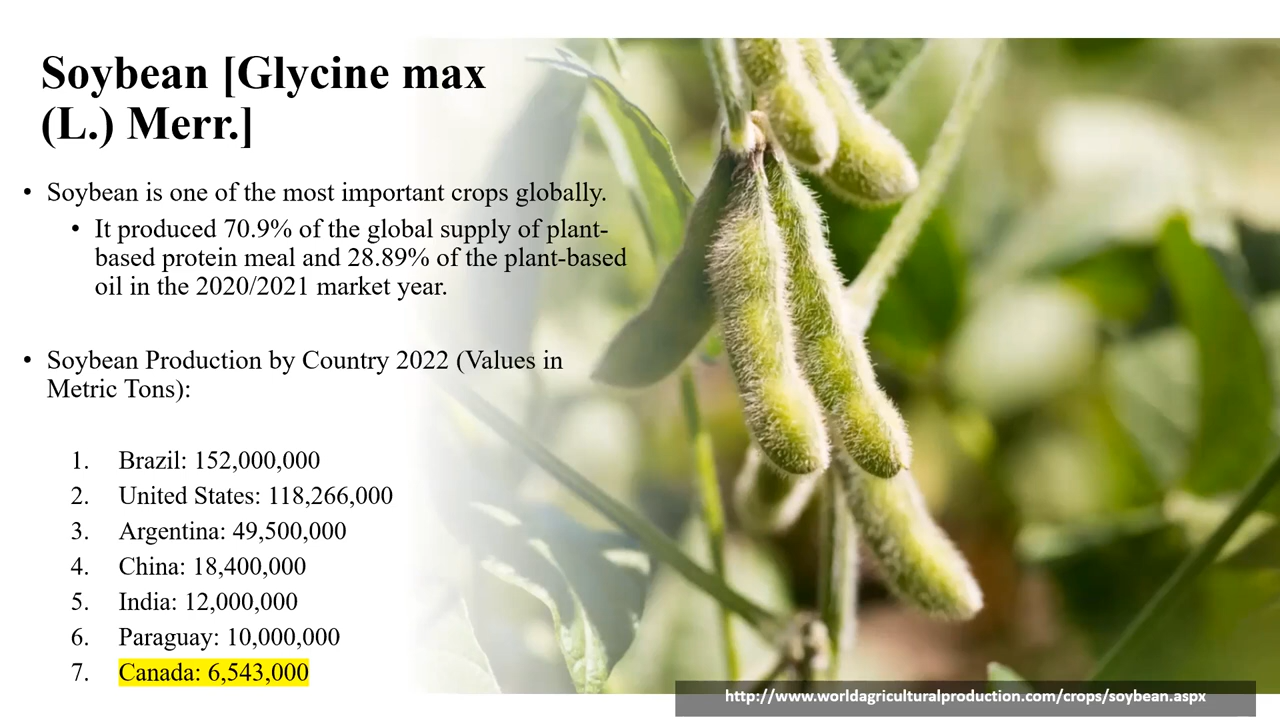 Soybean [Glycine max
(L.) Merr.]
• Soybean is one of the most important crops globally.
• It produced 70.9% of the global supply of plant-
based protein meal and 28.89% of the plant-based
oil in the 2020/2021 market year.
• Soybean Production by Country 2022 (Values in
Metric Tons):
1. Brazil: 152,000,000
2. United States: 118,266,000
3. Argentina: 49,500,000
4. China: 18,400,000
5. India: 12,000,000
6. Paraguay: 10,000,000
7. Canada: 6,543,000
http://www.worldagriculturalproduction.com/crops/soybean.aspx